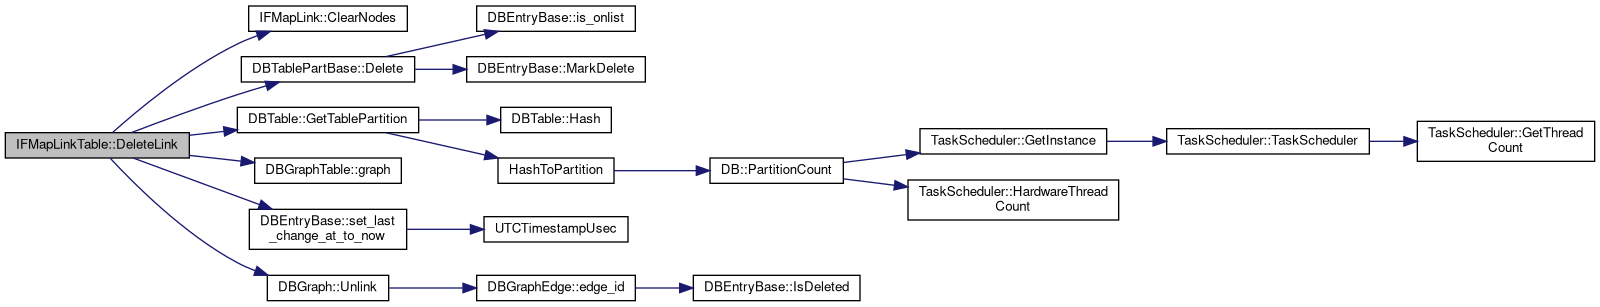 IFMapLinkTable::DeleteLink
IFMapLink::ClearNodes
DBTablePartBase::Delete
DBEntryBase::is_onlist
DBEntryBase::MarkDelete
DBTable::GetTablePartition
DBTable::Hash
HashToPartition
DB::PartitionCount
TaskScheduler::GetInstance
TaskScheduler::TaskScheduler
TaskScheduler::GetThread
Count
TaskScheduler::HardwareThread
Count
DBGraphTable::graph
DBEntryBase::set_last
_change_at_to_now
UTCTimestampUsec
DBGraph::Unlink
DBGraphEdge::edge_id
DBEntryBase::IsDeleted